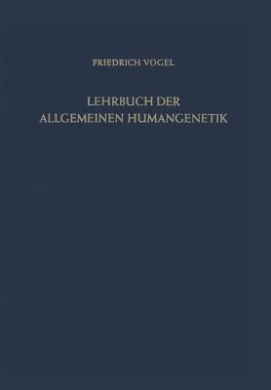 FRIEDRICH VOGEL
LEHRBUCH DER
ALLGEMEINEN HUMANGENETIK